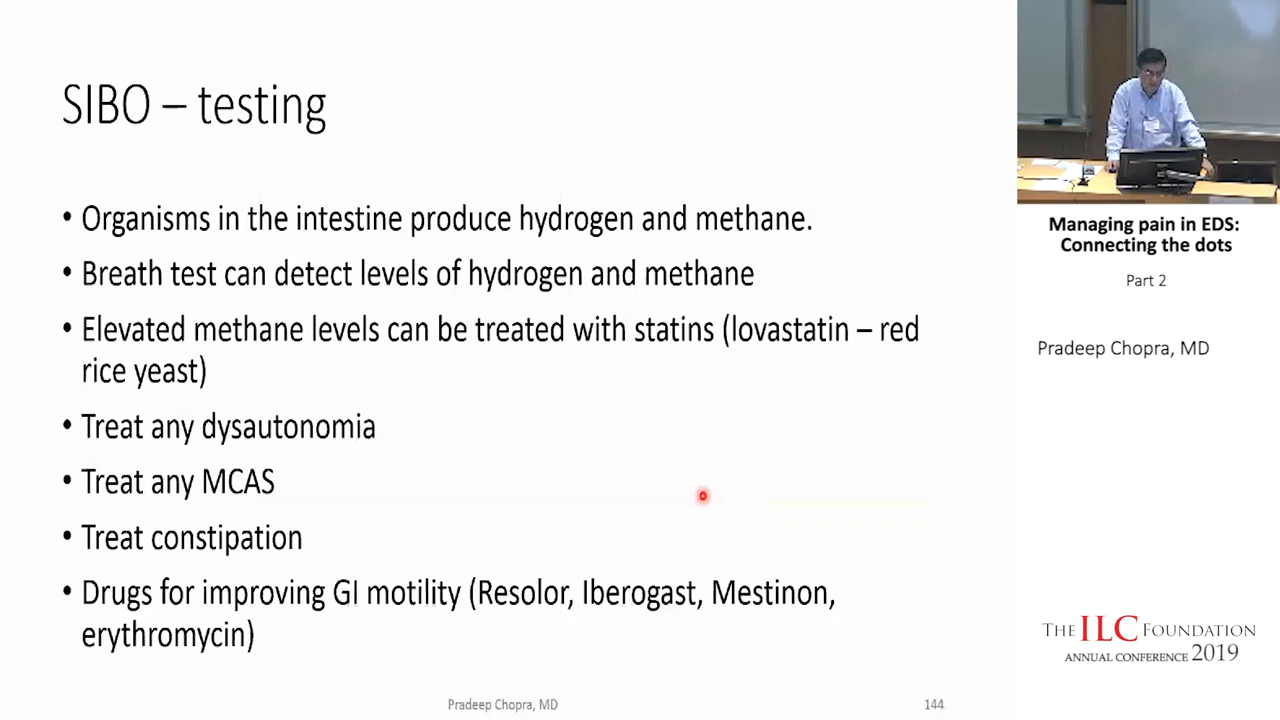 SIBO – testing
• Organisms in the intestine produce hydrogen and methane.
• Breath test can detect levels of hydrogen and methane
• Elevated methane levels can be treated with statins (lovastatin – red
rice yeast)
• Treat any dysautonomia
• Treat any MCAS
• Treat constipation
• Drugs for improving GI motility (Resolor, Iberogast, Mestinon,
erythromycin)
Pradeep Chopra, MD
144
Managing pain in EDS:
Connecting the dots
Part 2
Pradeep Chopra, MD
THE ILC FOUNDATION
ANNUAL CONFERENCE 2019